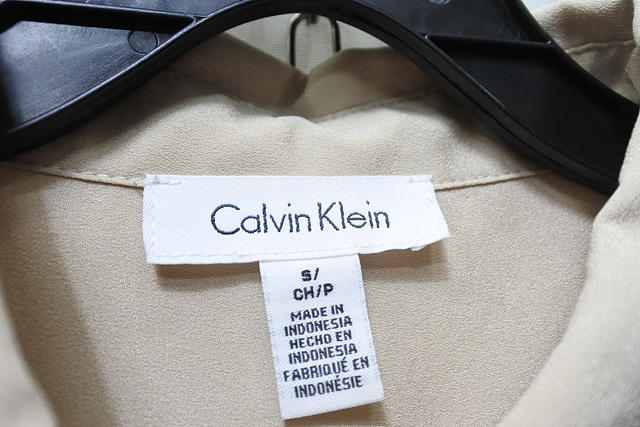 Calvin Klein
S/
CH/P
MADE IN
INDONESIA
HECHO EN
INDONESIA
FABRIQUÉ EN
INDONÉSIE